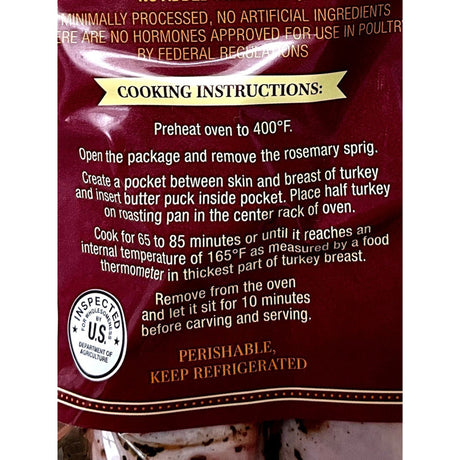 MINIMALLY PROCESSED, NO ARTIFICIAL INGREDIENTS
ERE ARE NO HORMONES APPROVED FOR USE IN POULTRY
BY FEDERAL REGULATIONS
COOKING INSTRUCTIONS:
Preheat oven to 400°F.
Open the package and remove the rosemary sprig.
Create a pocket between skin and breast of turkey
and insert butter puck inside pocket. Place half turkey
on roasting pan in the center rack of oven.
Cook for 65 to 85 minutes or until it reaches an
internal temperature of 165°F as measured by a food
thermometer in thickest part of turkey breast.
Remove from the oven
and let it sit for 10 minutes
before carving and serving.
INSPECTED
FOR WHOLESOMENESS
BY
U.S.
DEPARTMENT OF
AGRICULTURE
PERISHABLE,
KEEP REFRIGERATED